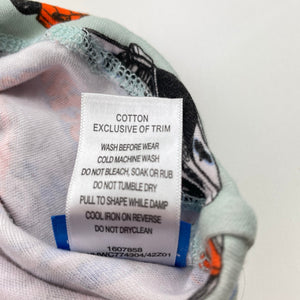 COTTON
EXCLUSIVE OF TRIM
WASH BEFORE WEAR
COLD MACHINE WASH
DO NOT BLEACH, SOAK OR RUB
DO NOT TUMBLE DRY
PULL TO SHAPE WHILE DAMP
COOL IRON ON REVERSE
DO NOT DRYCLEAN
1607858